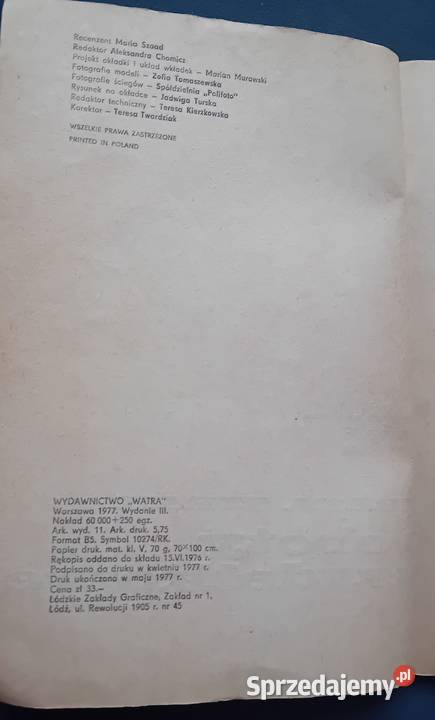 Recenzent Maria Szaad
Redaktor Aleksandra Chomicz
Projekt okładki i układ wkładek – Marian Murawski
Fotografie modeli – Zofia Tomaszewska
Fotografie ściegów – Spółdzielnia „Polifoto”
Rysunek na okładce – Jadwiga Turska
Redaktor techniczny – Teresa Kierzkowska
Korektor – Teresa Twardziak
WSZELKIE PRAWA ZASTRZEŻONE
PRINTED IN POLAND
WYDAWNICTWO „WATRA”
Warszawa 1977. Wydanie III.
Nakład 60 000+250 egz.
Ark. wyd. 11. Ark. druk. 5,75
Format B5. Symbol 10274/RK.
Papier druk. mat. kl. V. 70 g, 70×100 cm.
Rękopis oddano do składu 15.VI.1976 r.
Podpisano do druku w kwietniu 1977 r.
Druk ukończono w maju 1977 r.
Cena zł 33.–
Łódzkie Zakłady Graficzne, Zakład nr 1,
Łódź, ul. Rewolucji 1905 r. nr 45
Sprzedajemy.pl